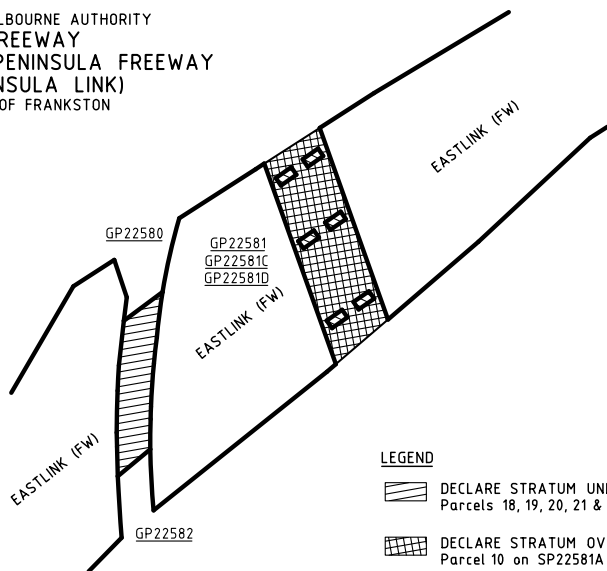 LBOURNE AUTHORITY
REEWAY
PENINSULA FREEWAY
NSULA LINK)
OF FRANKSTON
EASTLINK (FW)
GP22580
GP22581
GP22581C
GP22581D
EASTLINK (FW)
EASTLINK (FW)
GP22582
LEGEND
DECLARE STRATUM UN
Parcels 18, 19, 20, 21 &
DECLARE STRATUM OV
Parcel 10 on SP22581A